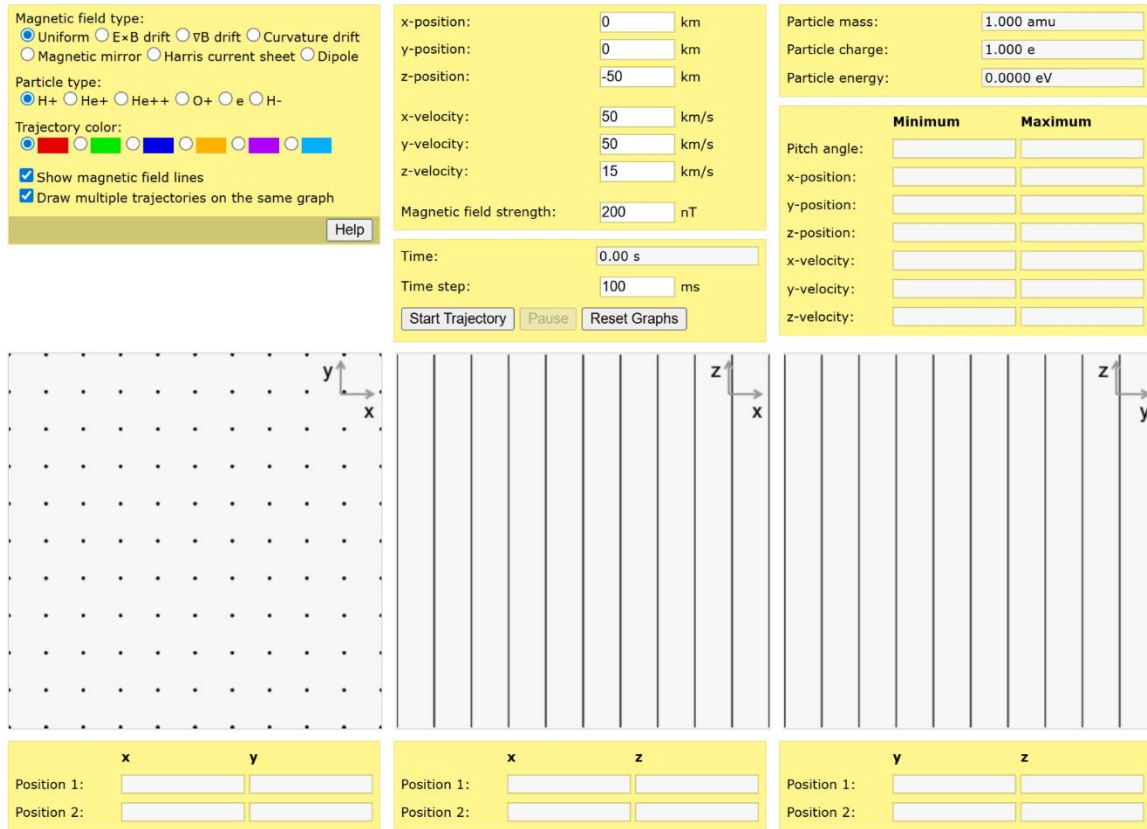 Magnetic field type:
Uniform E×B drift ∇B drift Curvature drift
Magnetic mirror Harris current sheet Dipole
Particle type:
H+ He+ He++ O+ e H-
Trajectory color:
Show magnetic field lines
Draw multiple trajectories on the same graph
Help
x-position: 0 km
y-position: 0 km
z-position: -50 km
x-velocity: 50 km/s
y-velocity: 50 km/s
z-velocity: 15 km/s
Magnetic field strength: 200 nT
Time: 0.00 s
Time step: 100 ms
Start Trajectory Pause Reset Graphs
Particle mass: 1.000 amu
Particle charge: 1.000 e
Particle energy: 0.0000 eV
Minimum Maximum
Pitch angle:
x-position:
y-position:
z-position:
x-velocity:
y-velocity:
z-velocity:
y
x
z
x
z
y
x y
Position 1:
Position 2:
x z
Position 1:
Position 2:
y z
Position 1:
Position 2: